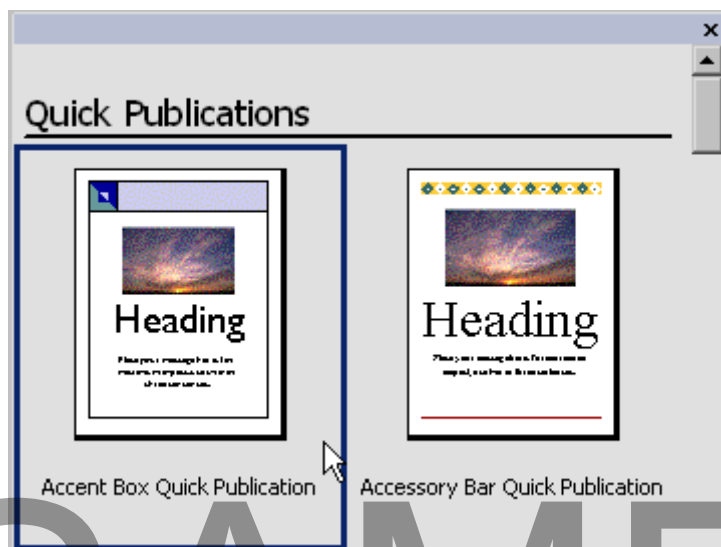 Quick Publications
Heading
Heading
Accent Box Quick Publication
Accessory Bar Quick Publication